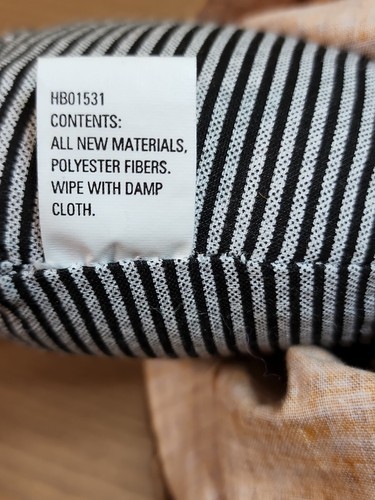 HB01531
CONTENTS:
ALL NEW MATERIALS,
POLYESTER FIBERS.
WIPE WITH DAMP
CLOTH.